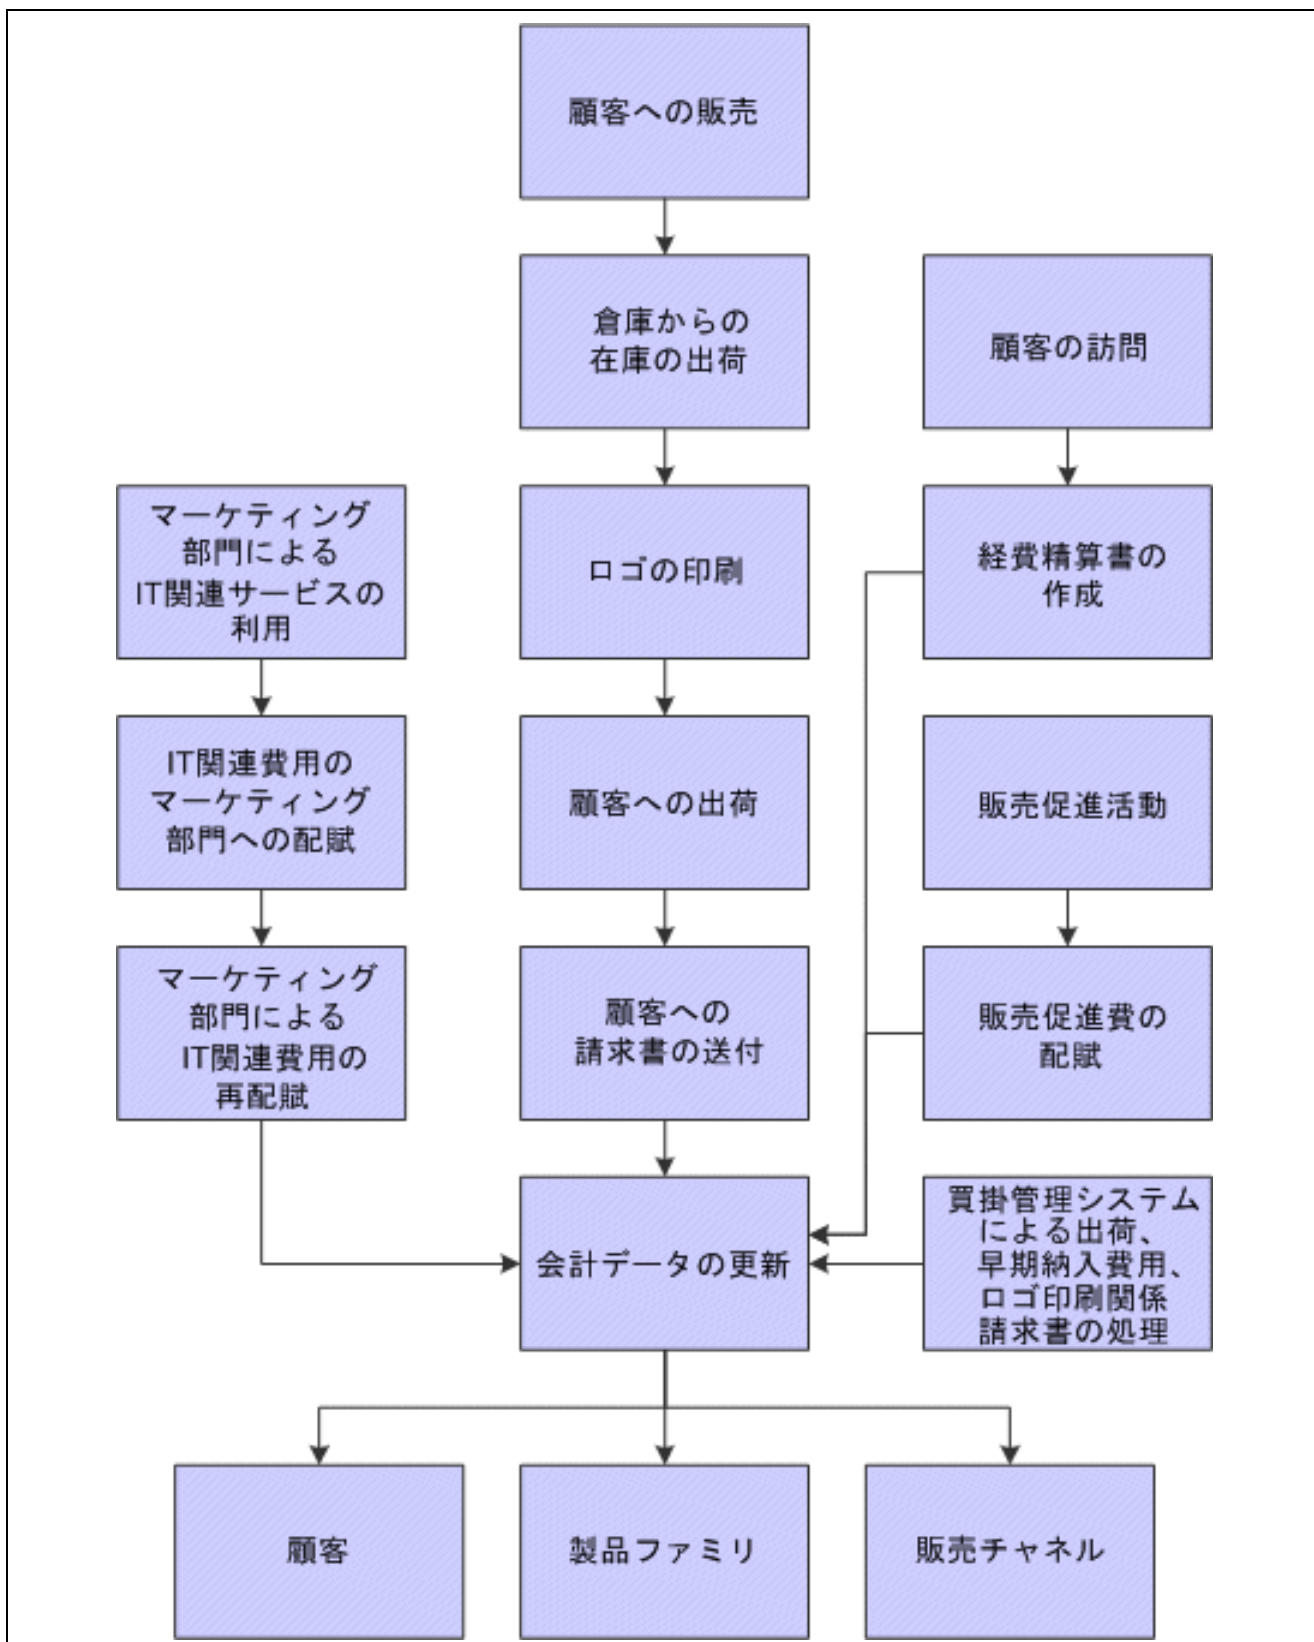 顧客への販売
倉庫からの
在庫の出荷
顧客の訪問
マーケティング
部門による
IT関連サービスの
利用
ロゴの印刷
経費精算書の
作成
IT関連費用の
マーケティング
部門への配賦
顧客への出荷
販売促進活動
マーケティング
部門による
IT関連費用の
再配賦
顧客への
請求書の送付
販売促進費の
配賦
会計データの更新
買掛管理システム
による出荷、
早期納入費用、
ロゴ印刷関係
請求書の処理
顧客
製品ファミリ
販売チャネル